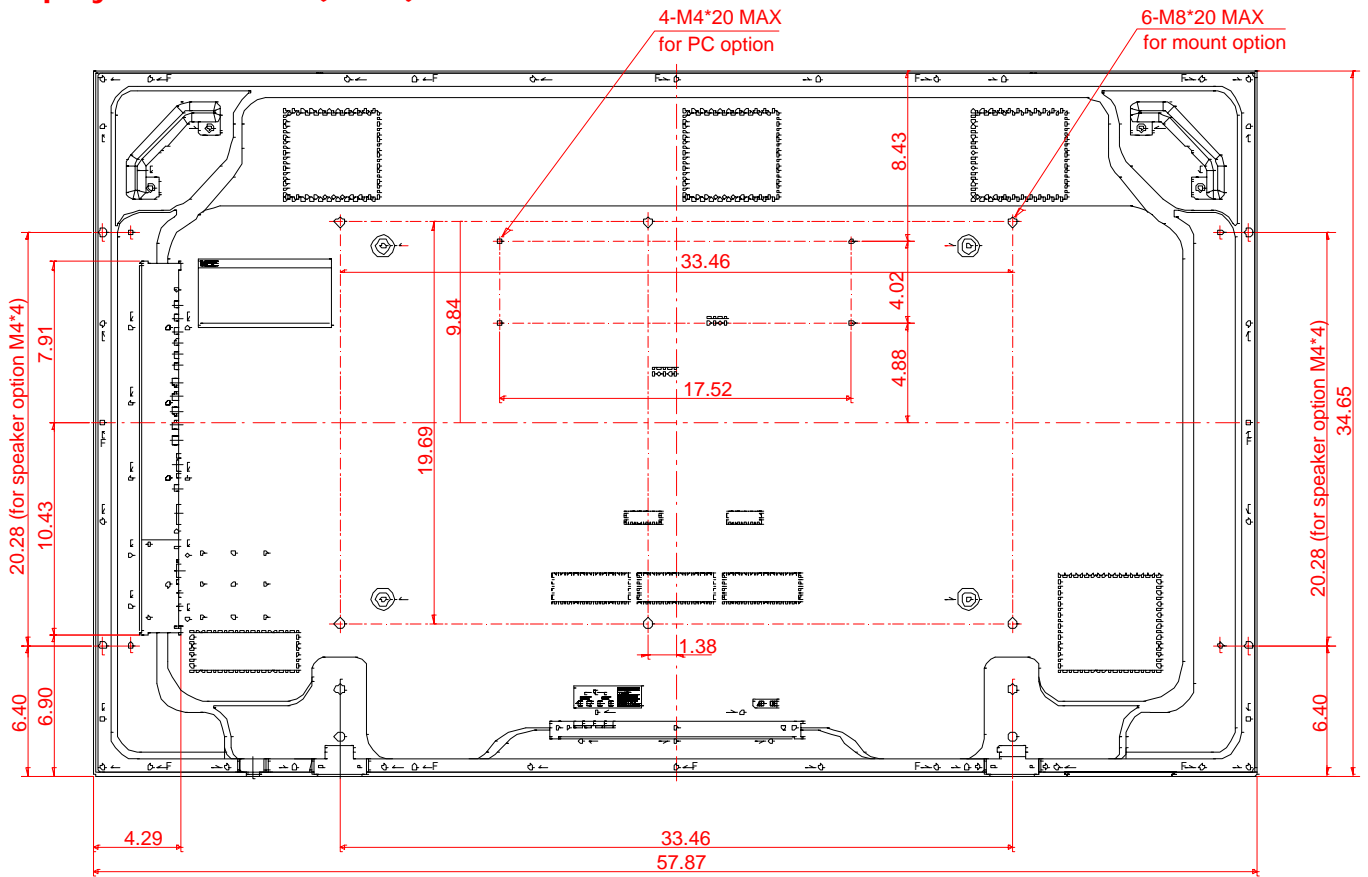 4-M4*20 MAX
for PC option
6-M8*20 MAX
for mount option
8.43
33.46
4.02
9.84
4.88
17.52
19.69
7.91
20.28 (for speaker option M4*4)
10.43
20.28 (for speaker option M4*4)
34.65
1.38
6.40
6.90
6.40
4.29
33.46
57.87